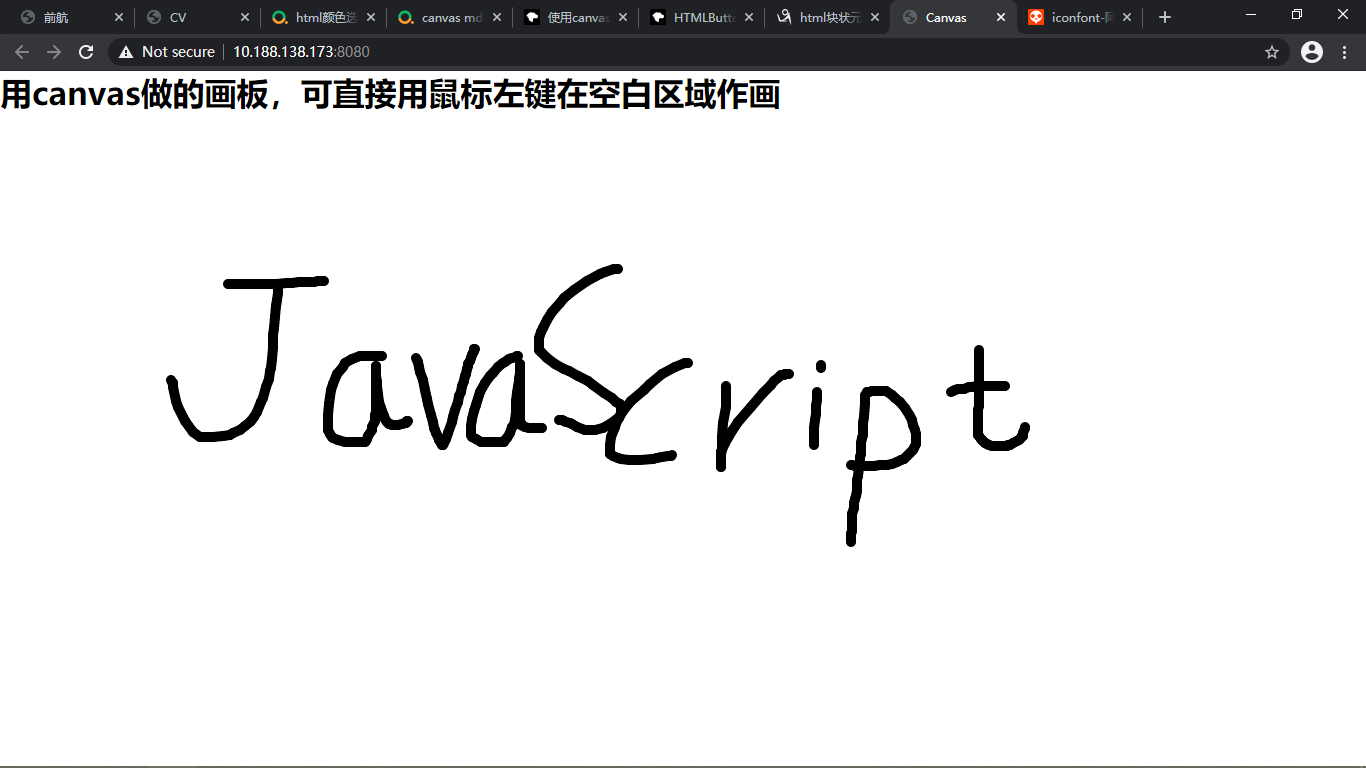 前航
CV
html颜色选
canvas md
使用canvas
HTMLButto
html块状元
Canvas
iconfont-阿
Not secure | 10.188.138.173:8080
用canvas做的画板，可直接用鼠标左键在空白区域作画
JavaScript